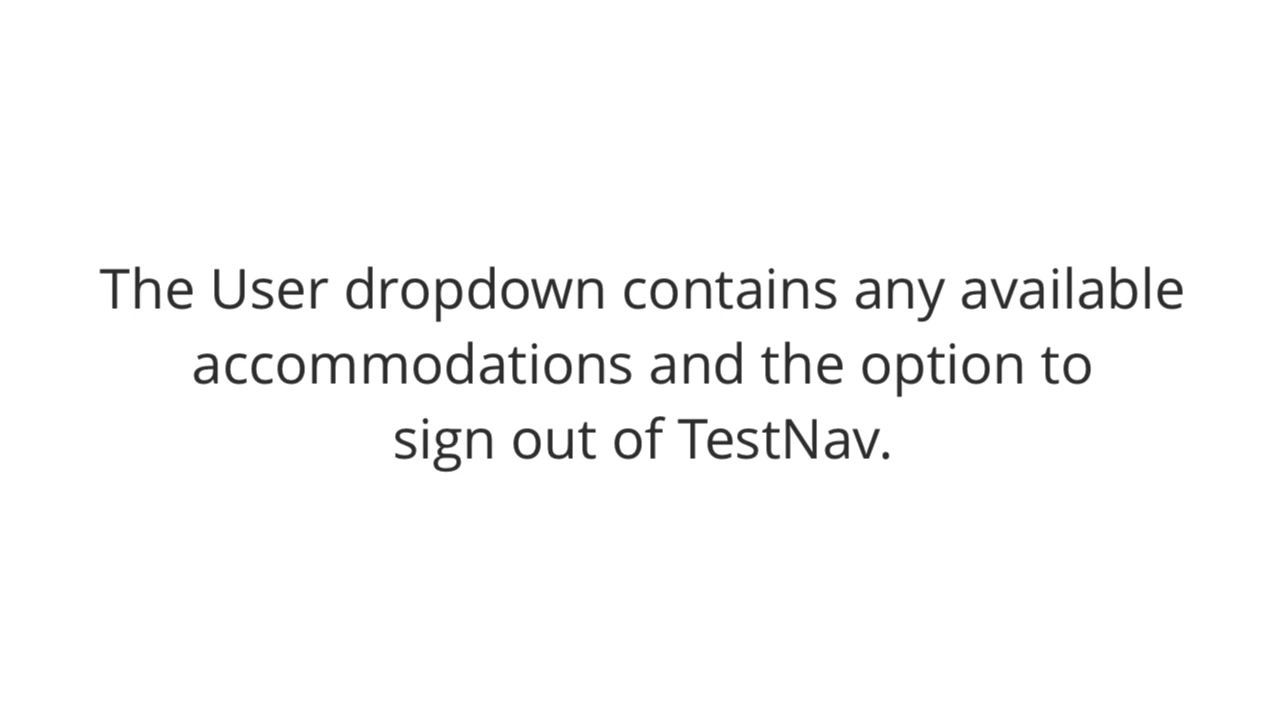 The User dropdown contains any available
accommodations and the option to
sign out of TestNav.